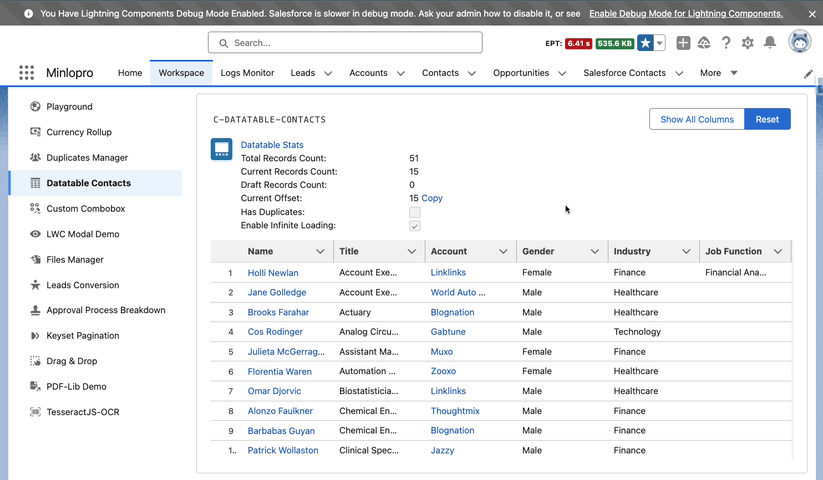 You Have Lightning Components Debug Mode Enabled. Salesforce is slower in debug mode. Ask your admin how to disable it, or see Enable Debug Mode for Lightning Components.
Search...
EPT: 6.41 s 535.6 KB
Minlopro Home Workspace Logs Monitor Leads Accounts Contacts Opportunities Salesforce Contacts More
Playground
Currency Rollup
Duplicates Manager
Datatable Contacts
Custom Combobox
LWC Modal Demo
Files Manager
Leads Conversion
Approval Process Breakdown
Keyset Pagination
Drag & Drop
PDF-Lib Demo
TesseractJS-OCR
C-DATATABLE-CONTACTS
Show All Columns Reset
Datatable Stats
Total Records Count: 51
Current Records Count: 15
Draft Records Count: 0
Current Offset: 15 Copy
Has Duplicates:
Enable Infinite Loading:
Name Title Account Gender Industry Job Function
1 Holli Newlan Account Exe... Linklinks Female Finance Financial Ana...
2 Jane Golledge Account Exe... World Auto ... Male Healthcare
3 Brooks Farahar Actuary Blognation Male Healthcare
4 Cos Rodinger Analog Circu... Gabtune Male Technology
5 Julieta McGerrag... Assistant Ma... Muxo Female Finance
6 Florentia Waren Automation ... Zooxo Female Healthcare
7 Omar Djorvic Biostatisticia... Linklinks Male Healthcare
8 Alonzo Faulkner Chemical En... Thoughtmix Male Finance
9 Barbabas Guyan Chemical En... Blognation Male Finance
1.. Patrick Wollaston Clinical Spec... Jazzy Male Finance